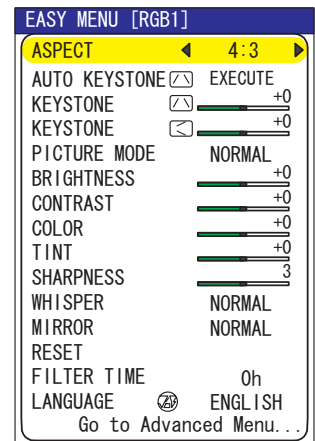 EASY MENU [RGB1]
ASPECT 4:3
AUTO KEYSTONE EXECUTE
KEYSTONE +0
KEYSTONE +0
PICTURE MODE NORMAL
BRIGHTNESS +0
CONTRAST +0
COLOR +0
TINT +0
SHARPNESS 3
WHISPER NORMAL
MIRROR NORMAL
RESET
FILTER TIME 0h
LANGUAGE ENGLISH
Go to Advanced Menu...